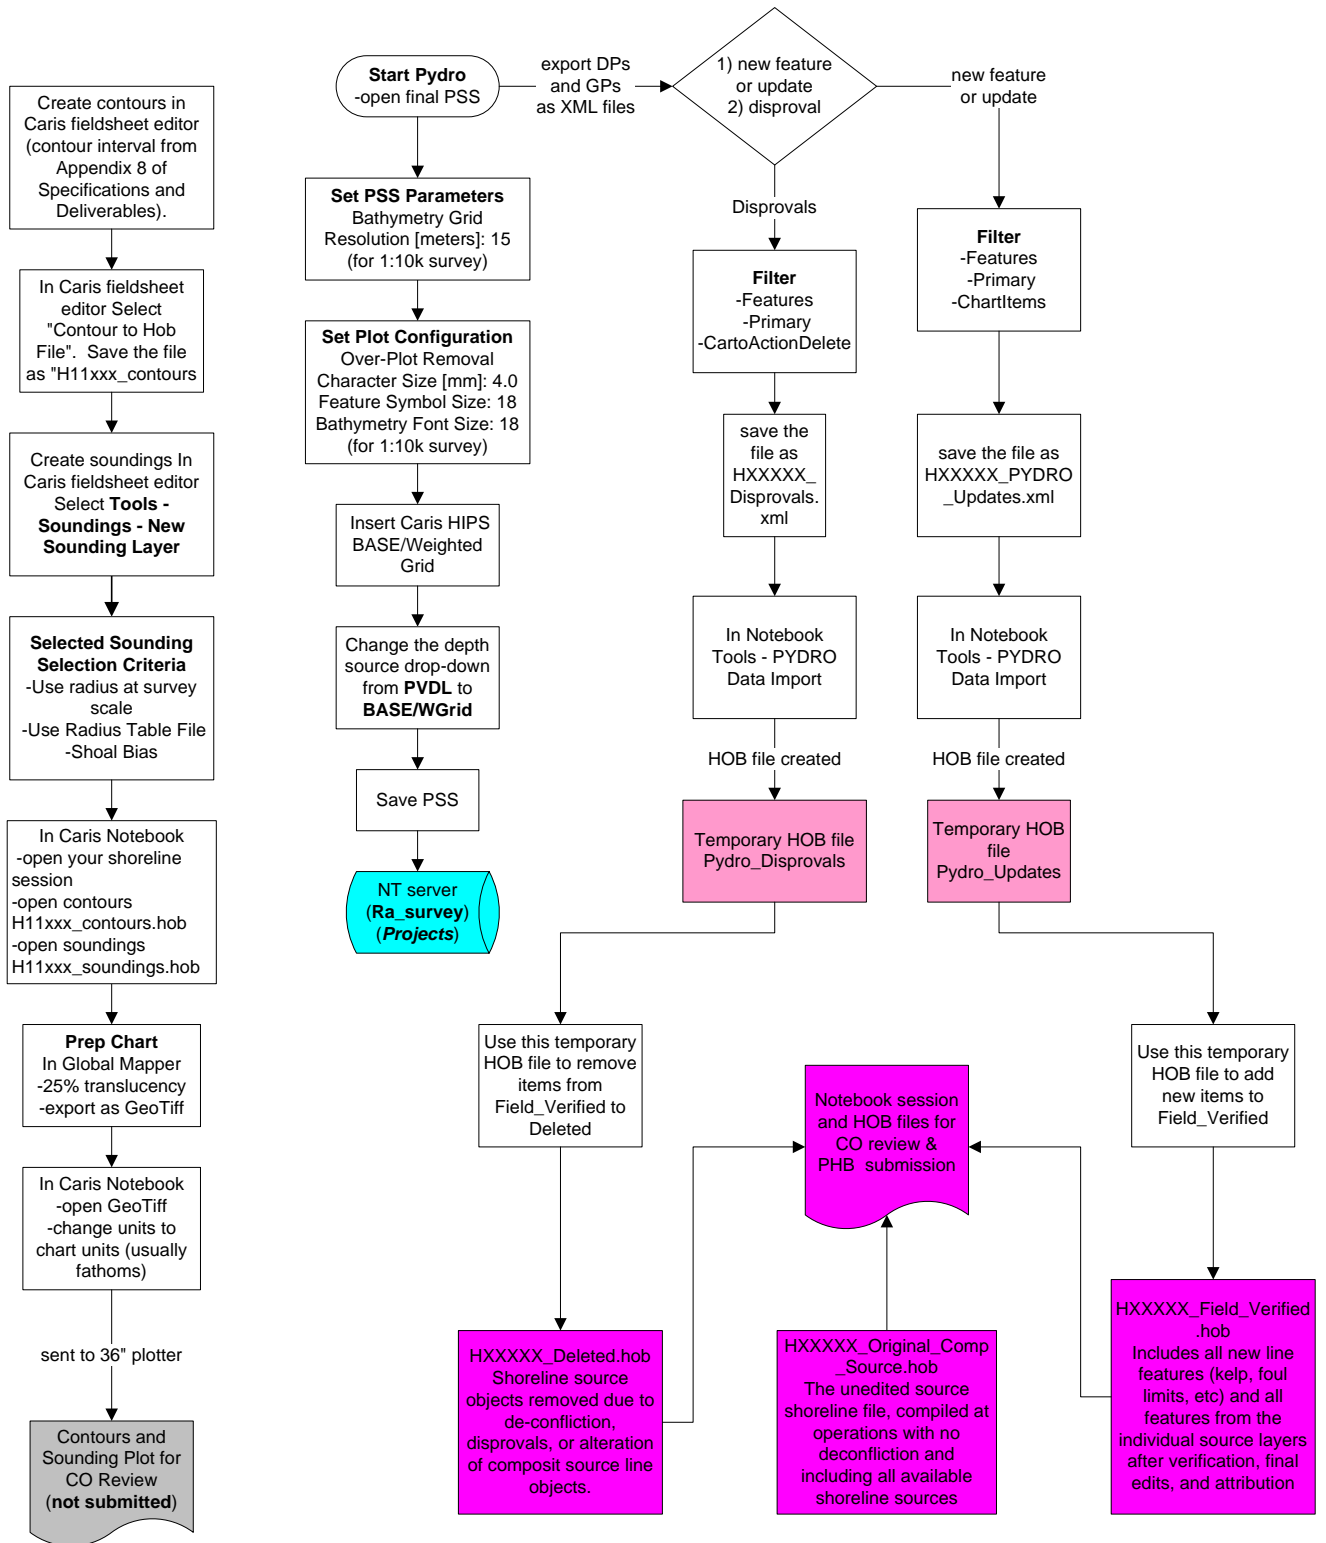 Create contours in
Caris fieldsheet editor
(contour interval from
Appendix 8 of
Specifications and
Deliverables).
In Caris fieldsheet
editor Select
"Contour to Hob
File". Save the file
as "H11xxx_contours
Create soundings In
Caris fieldsheet editor
Select Tools -
Soundings - New
Sounding Layer
Selected Sounding
Selection Criteria
-Use radius at survey
scale
-Use Radius Table File
-Shoal Bias
In Caris Notebook
-open your shoreline
session
-open contours
H11xxx_contours.hob
-open soundings
H11xxx_soundings.hob
Prep Chart
In Global Mapper
-25% translucency
-export as GeoTiff
In Caris Notebook
-open GeoTiff
-change units to
chart units (usually
fathoms)
sent to 36" plotter
Contours and
Sounding Plot for
CO Review
(not submitted)
Start Pydro
-open final PSS
export DPs
and GPs
as XML files
1) new feature
or update
2) disproval
new feature
or update
Set PSS Parameters
Bathymetry Grid
Resolution [meters]: 15
(for 1:10k survey)
Set Plot Configuration
Over-Plot Removal
Character Size [mm]: 4.0
Feature Symbol Size: 18
Bathymetry Font Size: 18
(for 1:10k survey)
Insert Caris HIPS
BASE/Weighted
Grid
Change the depth
source drop-down
from PVDL to
BASE/WGrid
Save PSS
NT server
(Ra_survey)
(Projects)
Disprovals
Filter
-Features
-Primary
-CartoActionDelete
save the
file as
HXXXXX_
Disprovals.
xml
In Notebook
Tools - PYDRO
Data Import
HOB file created
Temporary HOB file
Pydro_Disprovals
Filter
-Features
-Primary
-ChartItems
save the file as
HXXXXX_PYDRO
_Updates.xml
In Notebook
Tools - PYDRO
Data Import
HOB file created
Temporary HOB
file
Pydro_Updates
Use this temporary
HOB file to remove
items from
Field_Verified to
Deleted
Notebook session
and HOB files for
CO review &
PHB submission
Use this temporary
HOB file to add
new items to
Field_Verified
HXXXXX_Deleted.hob
Shoreline source
objects removed due to
de-confliction,
disprovals, or alteration
of composit source line
objects.
HXXXXX_Original_Comp
_Source.hob
The unedited source
shoreline file, compiled at
operations with no
deconfliction and
including all available
shoreline sources
HXXXXX_Field_Verified
.hob
Includes all new line
features (kelp, foul
limits, etc) and all
features from the
individual source layers
after verification, final
edits, and attribution